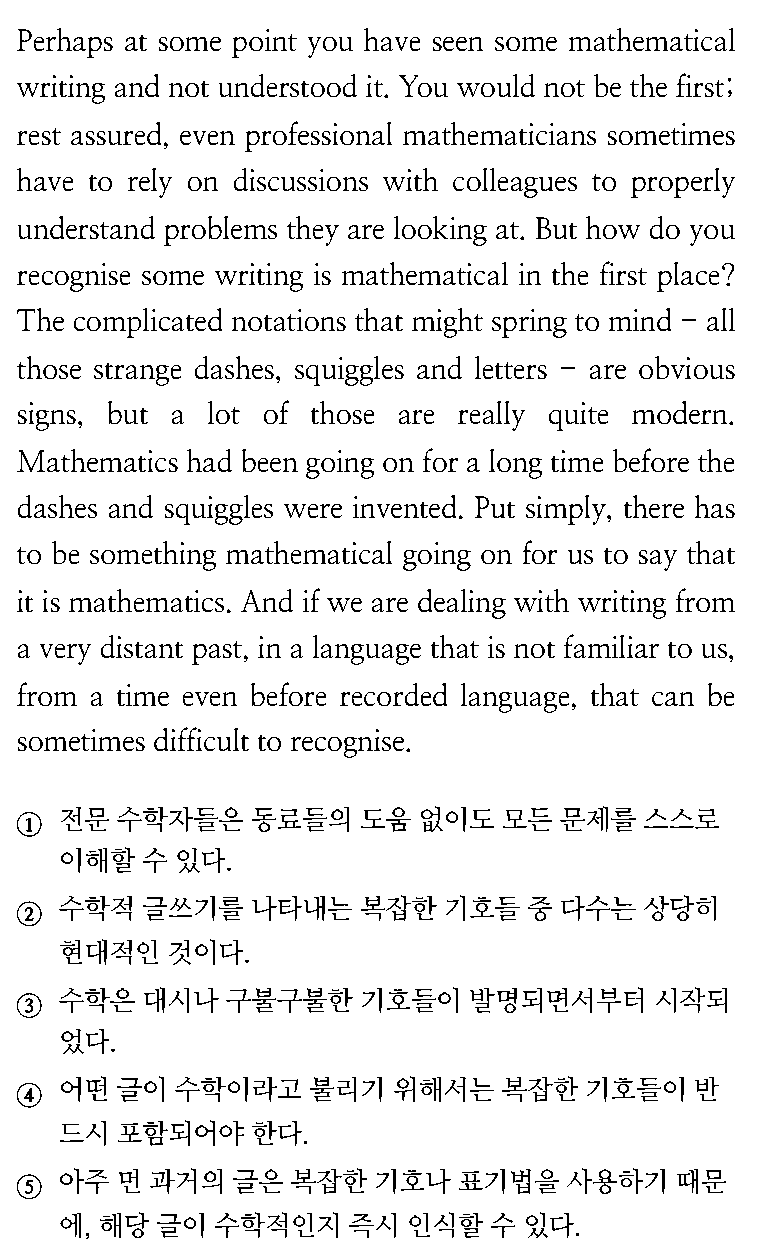 Perhaps at some point you have seen some mathematical
writing and not understood it. You would not be the first;
rest assured, even professional mathematicians sometimes
have to rely on discussions with colleagues to properly
understand problems they are looking at. But how do you
recognise some writing is mathematical in the first place?
The complicated notations that might spring to mind - all
those strange dashes, squiggles and letters - are obvious
signs, but a lot of those are really quite modern.
Mathematics had been going on for a long time before the
dashes and squiggles were invented. Put simply, there has
to be something mathematical going on for us to say that
it is mathematics. And if we are dealing with writing from
a very distant past, in a language that is not familiar to us,
from a time even before recorded language, that can be
sometimes difficult to recognise.
① 전문 수학자들은 동료들의 도움 없이도 모든 문제를 스스로
이해할 수 있다.
② 수학적 글쓰기를 나타내는 복잡한 기호들 중 다수는 상당히
현대적인 것이다.
③ 수학은 대시나 구불구불한 기호들이 발명되면서부터 시작되
었다.
④ 어떤 글이 수학이라고 불리기 위해서는 복잡한 기호들이 반
드시 포함되어야 한다.
⑤ 아주 먼 과거의 글은 복잡한 기호나 표기법을 사용하기 때문
에, 해당 글이 수학적인지 즉시 인식할 수 있다.